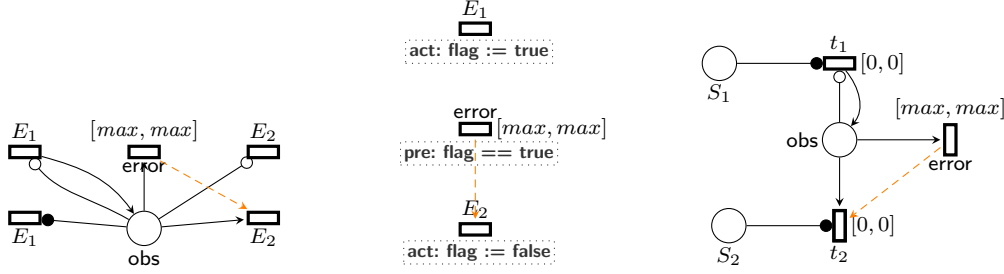 E1
[max, max]
E2
error
E1
E2
obs
E1
act: flag := true
error
[max, max]
pre: flag == true
E2
act: flag := false
t1
[0, 0]
S1
[max, max]
obs
error
[0, 0]
S2
t2